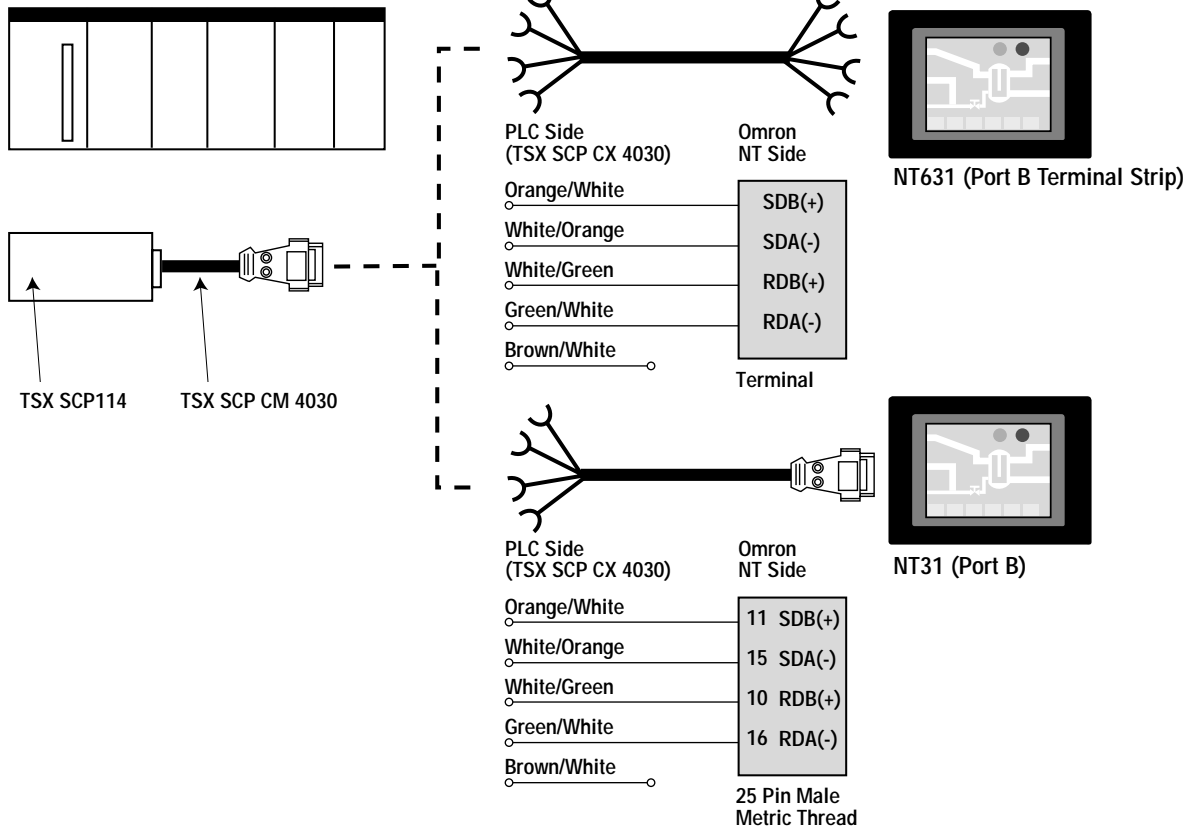 PLC Side
(TSX SCP CX 4030)
Omron
NT Side
Orange/White
SDB(+)
White/Orange
SDA(-)
White/Green
RDB(+)
Green/White
RDA(-)
Brown/White
Terminal
NT631 (Port B Terminal Strip)
TSX SCP114
TSX SCP CM 4030
PLC Side
(TSX SCP CX 4030)
Omron
NT Side
NT31 (Port B)
Orange/White
11 SDB(+)
White/Orange
15 SDA(-)
White/Green
10 RDB(+)
Green/White
16 RDA(-)
Brown/White
25 Pin Male
Metric Thread